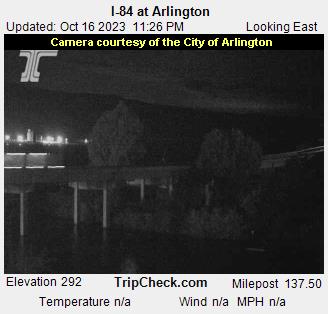 I-84 at Arlington
Updated: Oct 16 2023 11:26 PM Looking East
Camera courtesy of the City of Arlington
Elevation 292 TripCheck.com Milepost 137.50
Temperature n/a Wind n/a MPH n/a